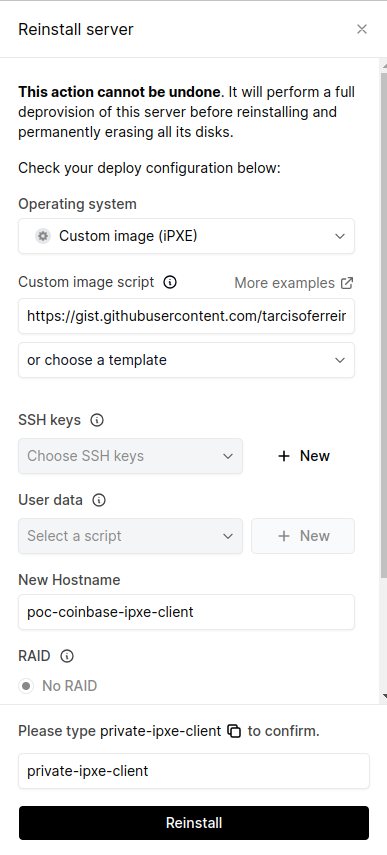 Reinstall server
This action cannot be undone. It will perform a full
deprovision of this server before reinstalling and
permanently erasing all its disks.
Check your deploy configuration below:
Operating system
Custom image (iPXE)
Custom image script
More examples
https://gist.githubusercontent.com/tarcisoferreir
or choose a template
SSH keys
Choose SSH keys
+ New
User data
Select a script
+ New
New Hostname
poc-coinbase-ipxe-client
RAID
No RAID
Please type private-ipxe-client to confirm.
private-ipxe-client
Reinstall